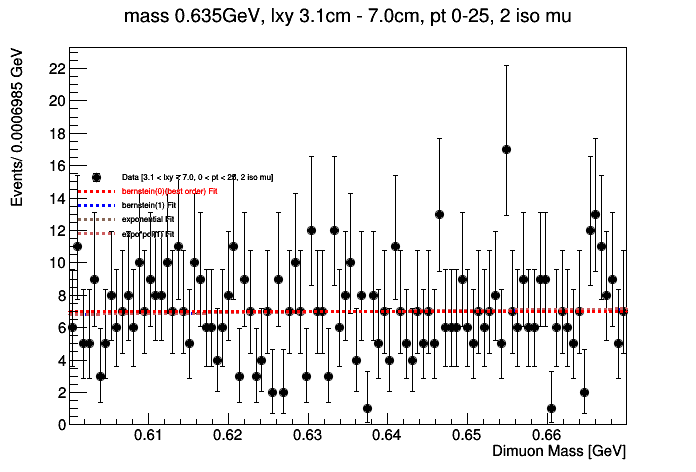 mass 0.635GeV, lxy 3.1cm - 7.0cm, pt 0-25, 2 iso mu
Events/ 0.0006985 GeV
22
20
18
16
14
12
10
8
6
4
2
0
Data [3.1 < lxy < 7.0, 0 < pt < 25, 2 iso mu]
bernstein(0)(best order) Fit
bernstein(1) Fit
exponential Fit
Fit
0.61
0.62
0.63
0.64
0.65
0.66
Dimuon Mass [GeV]